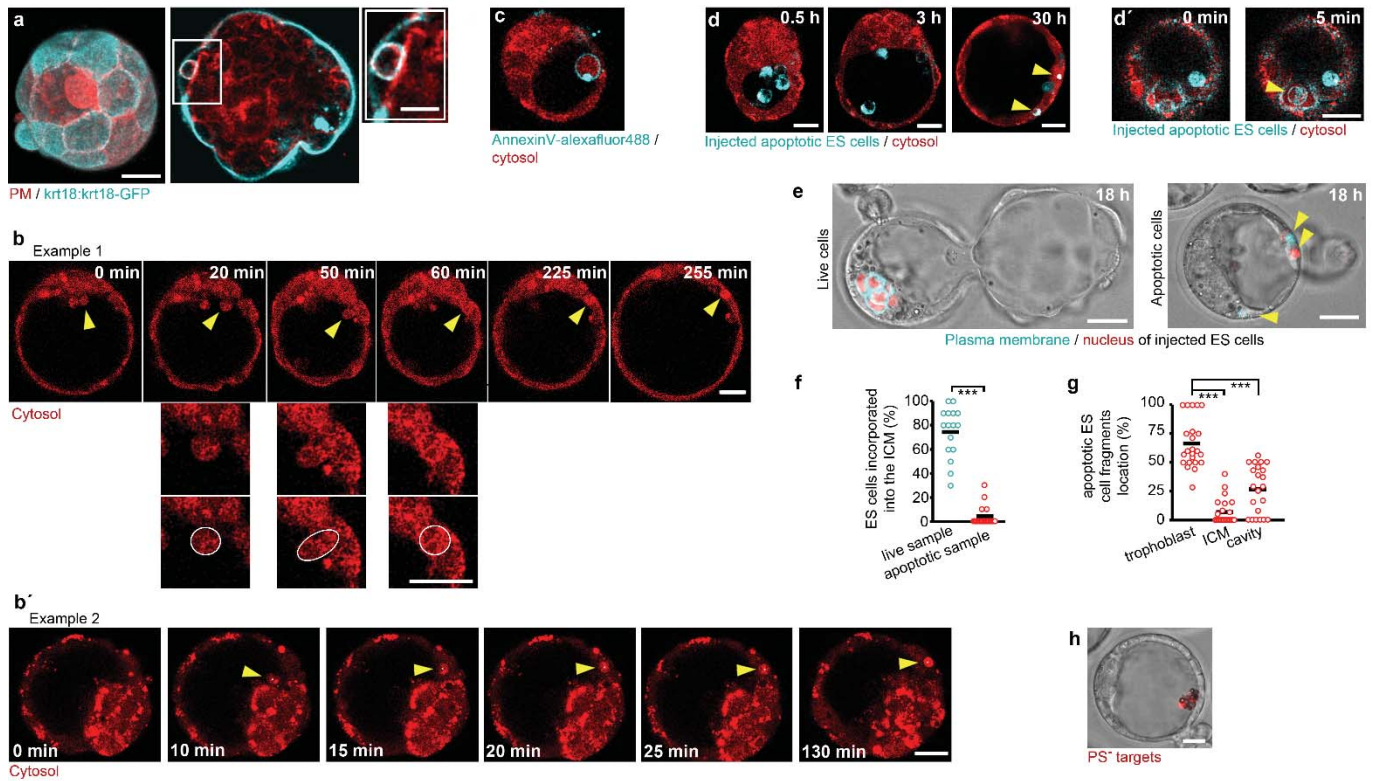 a
PM / krt18:krt18-GFP
c
AnnexinV-alexafluor488 /
cytosol
d
0.5 h
3 h
30 h
Injected apoptotic ES cells / cytosol
d´
0 min
5 min
Injected apoptotic ES cells / cytosol
b
Example 1
0 min
20 min
50 min
60 min
225 min
255 min
Cytosol
e
Live cells
18 h
Apoptotic cells
18 h
Plasma membrane / nucleus of injected ES cells
f
ES cells incorporated
into the ICM (%)
100
80
60
40
20
0
***
live sample
apoptotic sample
g
apoptotic ES
cell fragments
location (%)
100
75
50
25
0
***
***
trophoblast
ICM
cavity
b´
Example 2
0 min
10 min
15 min
20 min
25 min
130 min
Cytosol
h
PS⁻ targets